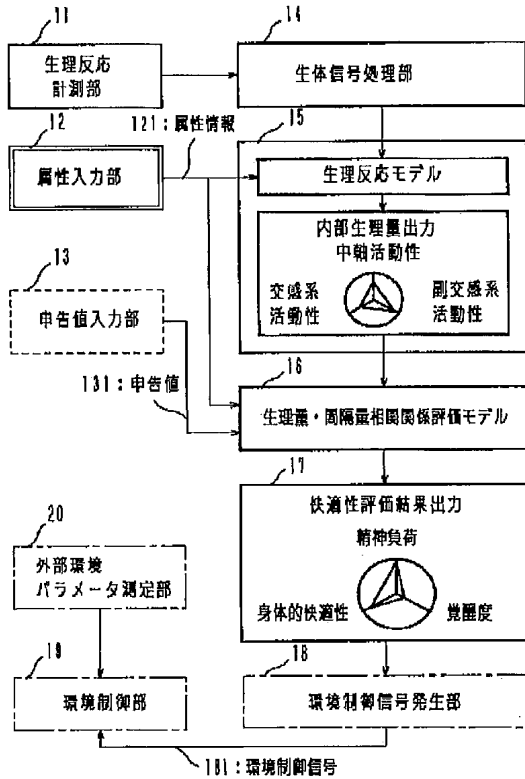 11
生理反応
計測部
14
生体信号処理部
12
属性入力部
121:属性情報
15
生理反応モデル
内部生理量出力
中軸活動性
交感系
活動性
副交感系
活動性
13
申告値入力部
131:申告値
16
生理量・間隔量相関関係評価モデル
17
快適性評価結果出力
精神負荷
身体的快適性
覚醒度
20
外部環境
パラメータ測定部
19
環境制御部
18
環境制御信号発生部
181:環境制御信号